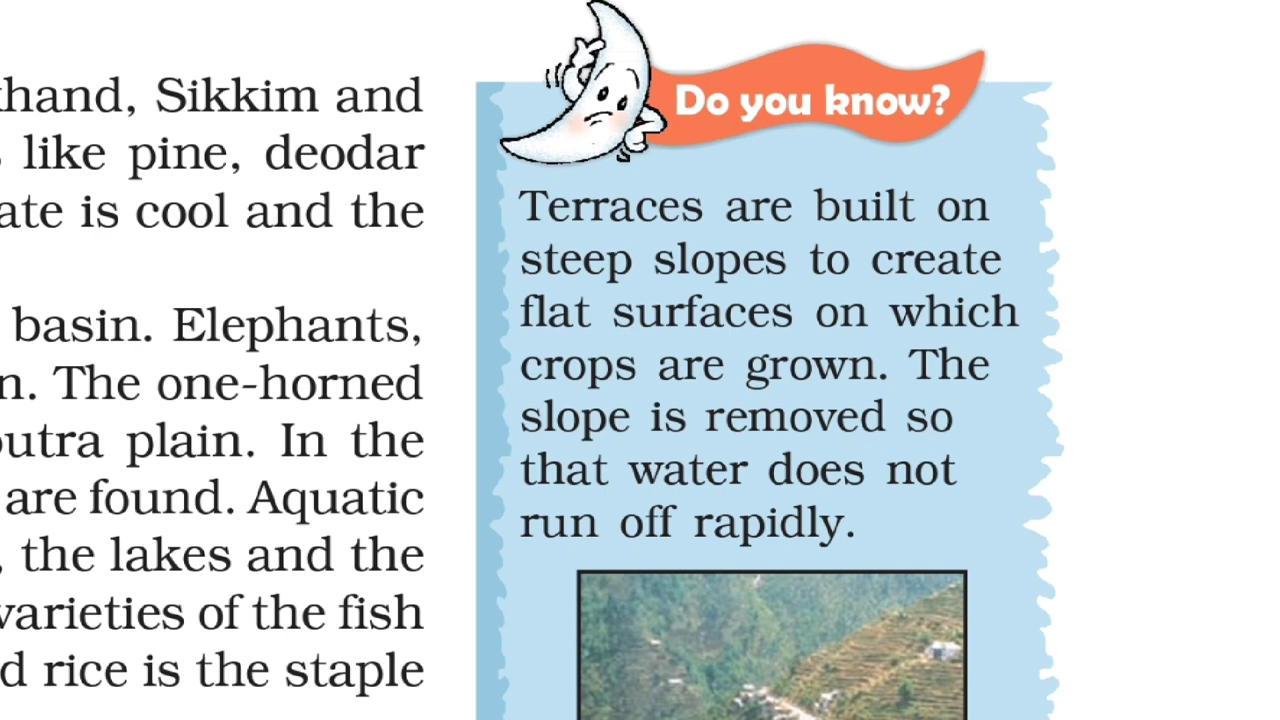 hand, Sikkim and
like pine, deodar
is cool and the
basin. Elephants,
The one-horned
plain. In the
are found. Aquatic
the lakes and the
varieties of the fish
rice is the staple
Do you know?
Terraces are built on
steep slopes to create
flat surfaces on which
crops are grown. The
slope is removed so
that water does not
run off rapidly.